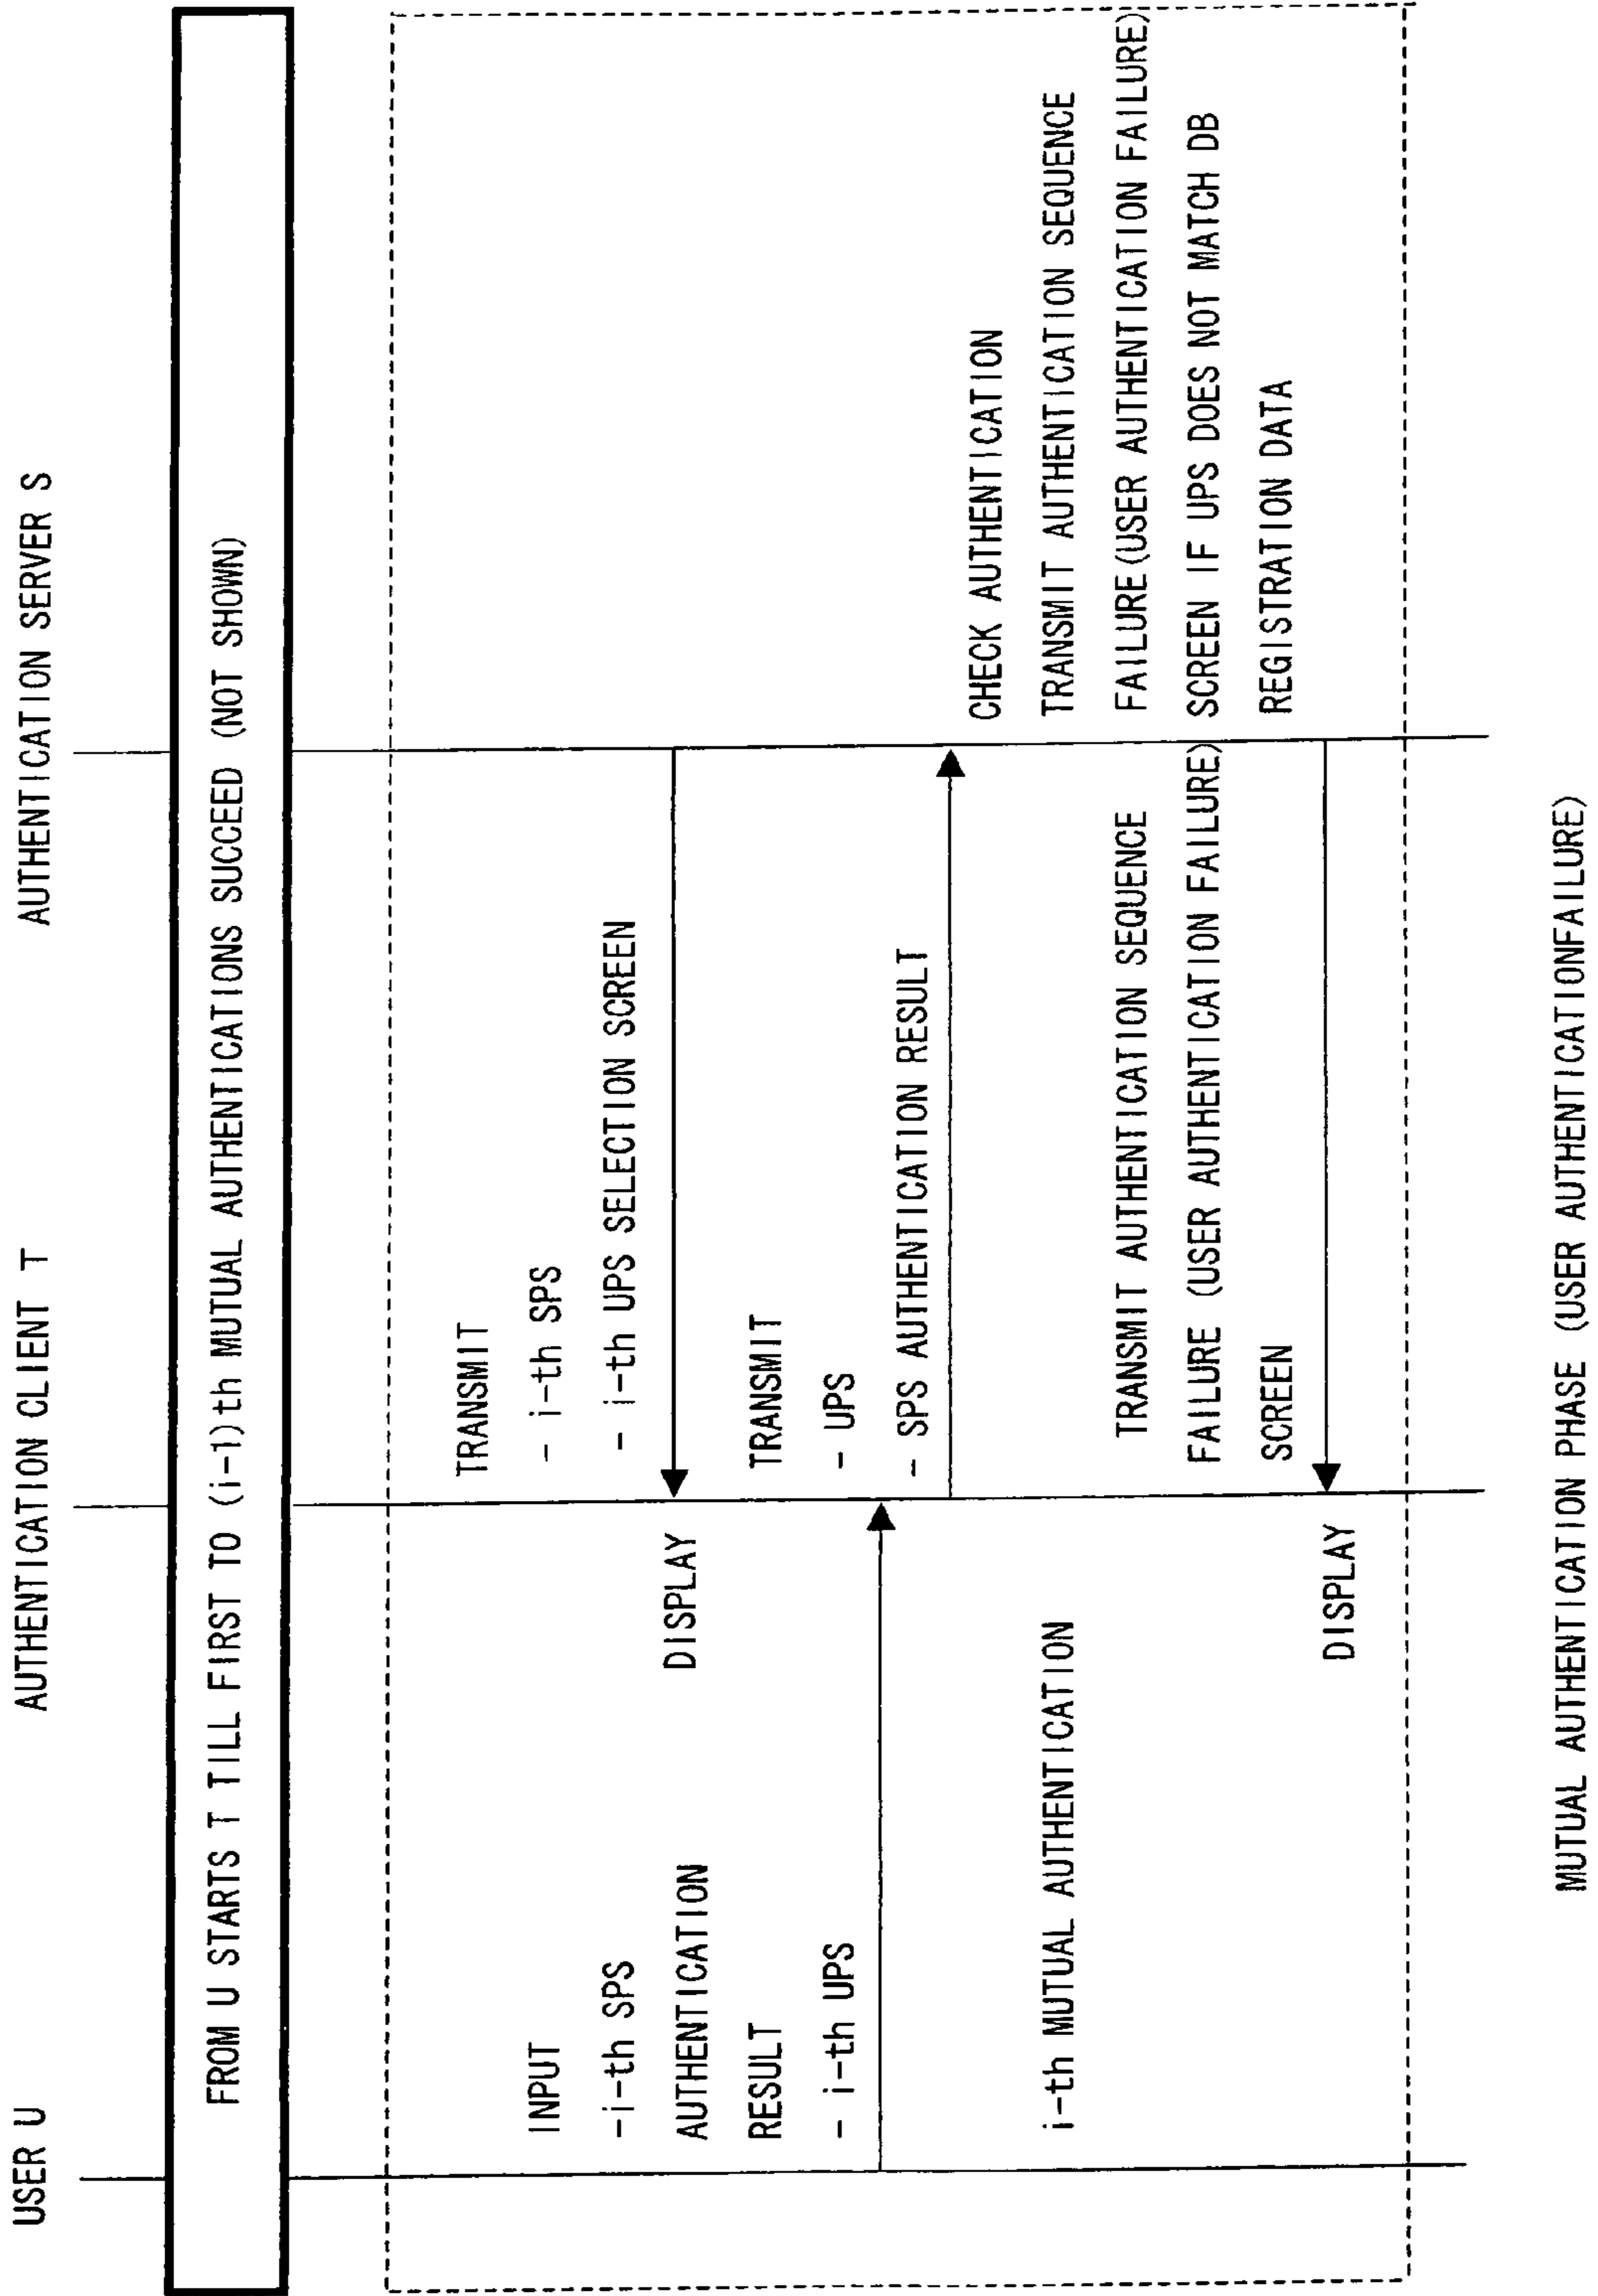 USER U
AUTHENTICATION CLIENT T
AUTHENTICATION SERVER S
FROM U STARTS T TILL FIRST TO (i-1)th MUTUAL AUTHENTICATIONS SUCCEED (NOT SHOWN)
TRANSMIT
- i-th SPS
- i-th UPS SELECTION SCREEN
DISPLAY
INPUT
-i-th SPS
AUTHENTICATION
RESULT
- i-th UPS
TRANSMIT
- UPS
- SPS AUTHENTICATION RESULT
CHECK AUTHENTICATION
TRANSMIT AUTHENTICATION SEQUENCE
FAILURE(USER AUTHENTICATION FAILURE)
SCREEN IF UPS DOES NOT MATCH DB
REGISTRATION DATA
i-th MUTUAL AUTHENTICATION
TRANSMIT AUTHENTICATION SEQUENCE
FAILURE (USER AUTHENTICATION FAILURE)
SCREEN
DISPLAY
MUTUAL AUTHENTICATION PHASE (USER AUTHENTICATIONFAILURE)